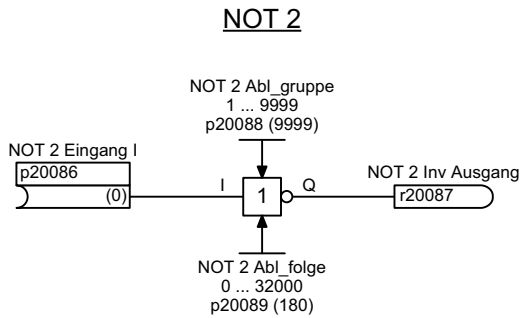 NOT 2
NOT 2 Abl_gruppe
1 ... 9999
p20088 (9999)
NOT 2 Eingang I
p20086
(0)
I
1
Q
NOT 2 Inv Ausgang
r20087
NOT 2 Abl_folge
0 ... 32000
p20089 (180)